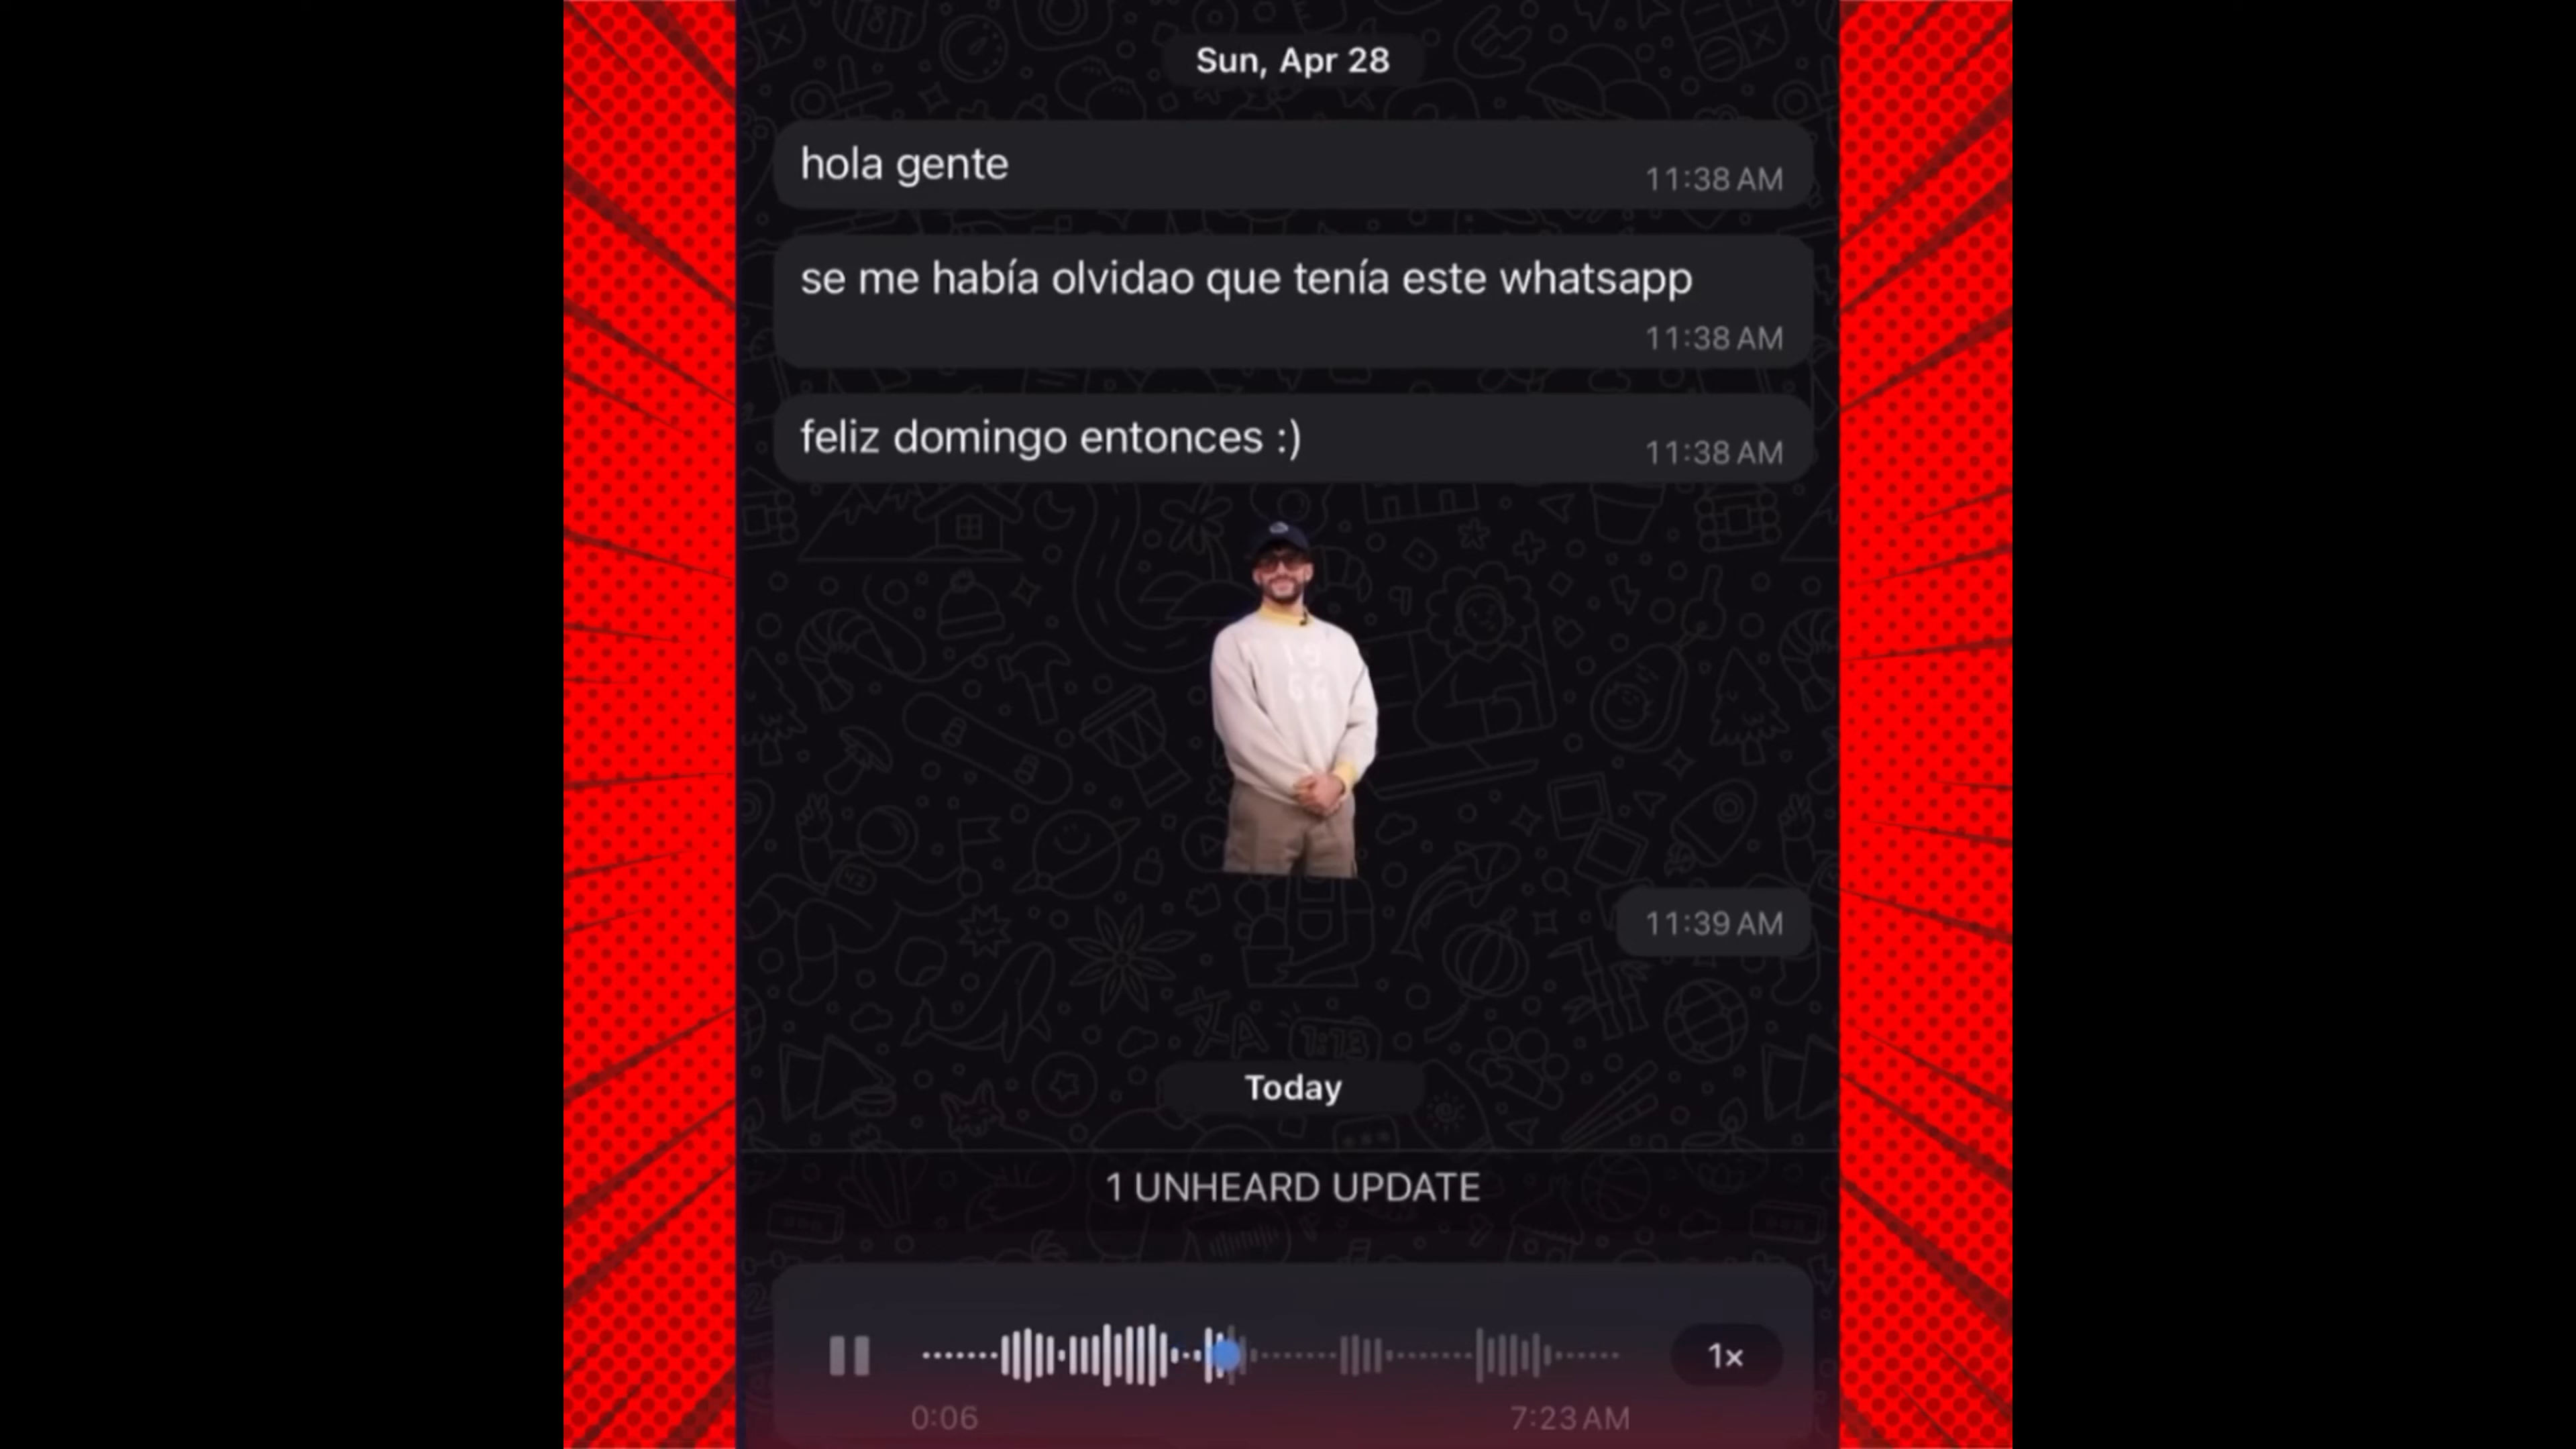 Sun, Apr 28
hola gente
11:38 AM
se me había olvidao que tenía este whatsapp
11:38 AM
feliz domingo entonces :)
11:38 AM
11:39 AM
Today
1 UNHEARD UPDATE
1x
0:06
7:23 AM